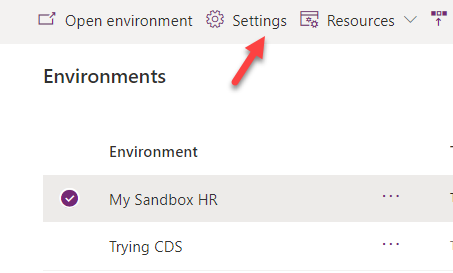 Open environment Settings Resources
Environments
Environment
My Sandbox HR ...
Trying CDS ...